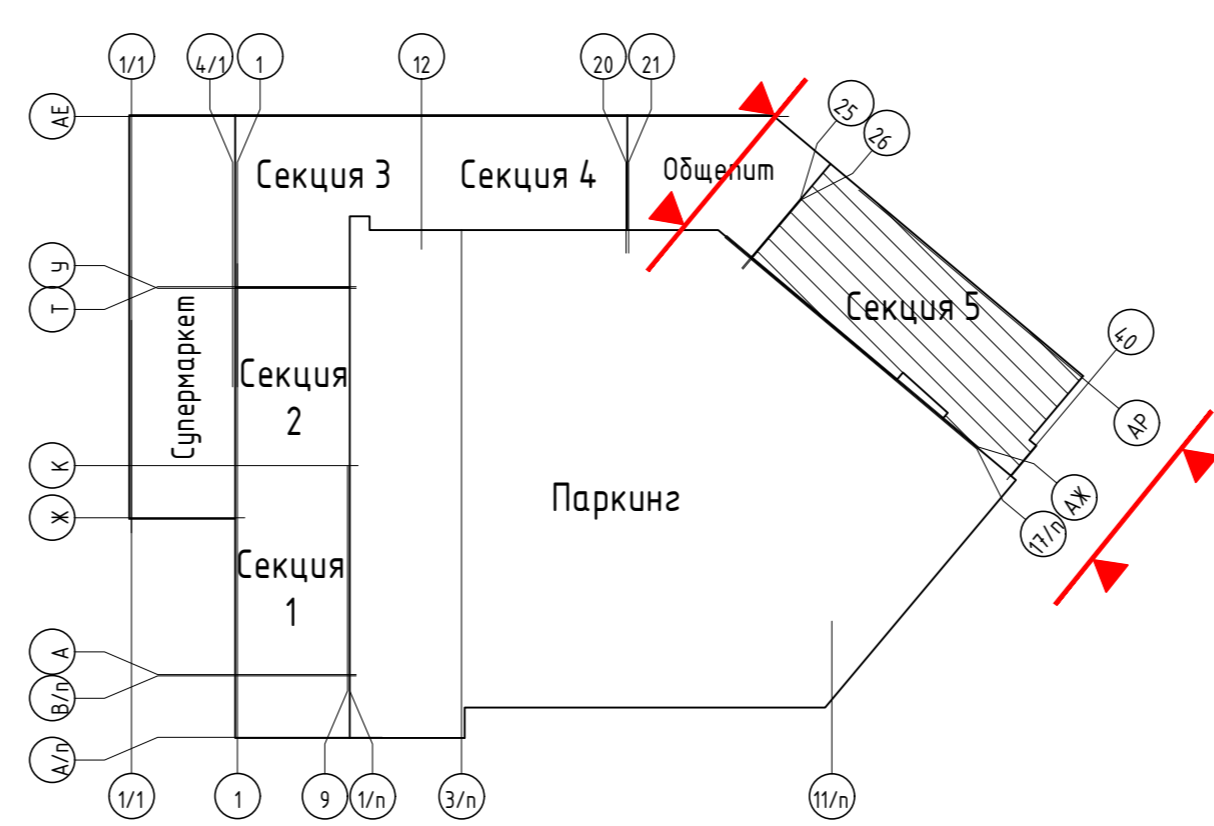 1/1
4/1
1
12
20
21
25
26
АЕ
Секция 3
Секция 4
Общепит
У
Т
Супермаркет
Секция
2
Секция 5
40
АР
К
Ж
Паркинг
АЖ
17/п
Секция
1
А
В/п
А/п
1/1
1
9
1/п
3/п
11/п